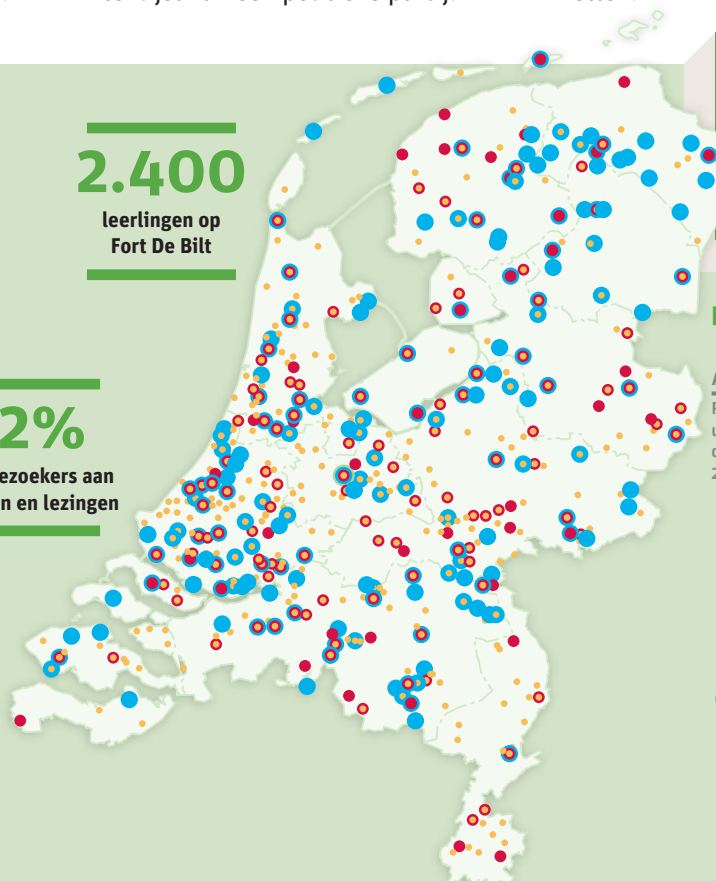 2.400
leerlingen op
Fort De Bilt
2%
ezoekers aan
n en lezingen